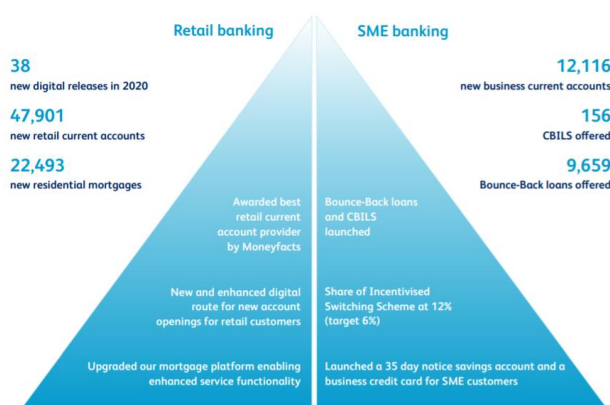 Retail banking
38
new digital releases in 2020
47,901
new retail current accounts
22,493
new residential mortgages
Awarded best
retail current
account provider
by Moneyfacts
New and enhanced digital
route for new account
openings for retail customers
Upgraded our mortgage platform enabling
enhanced service functionality
SME banking
12,116
new business current accounts
156
CBILS offered
9,659
Bounce-Back loans offered
Bounce-Back loans
and CBILS
launched
Share of Incentivised
Switching Scheme at 12%
(target 6%)
Launched a 35 day notice savings account and a
business credit card for SME customers